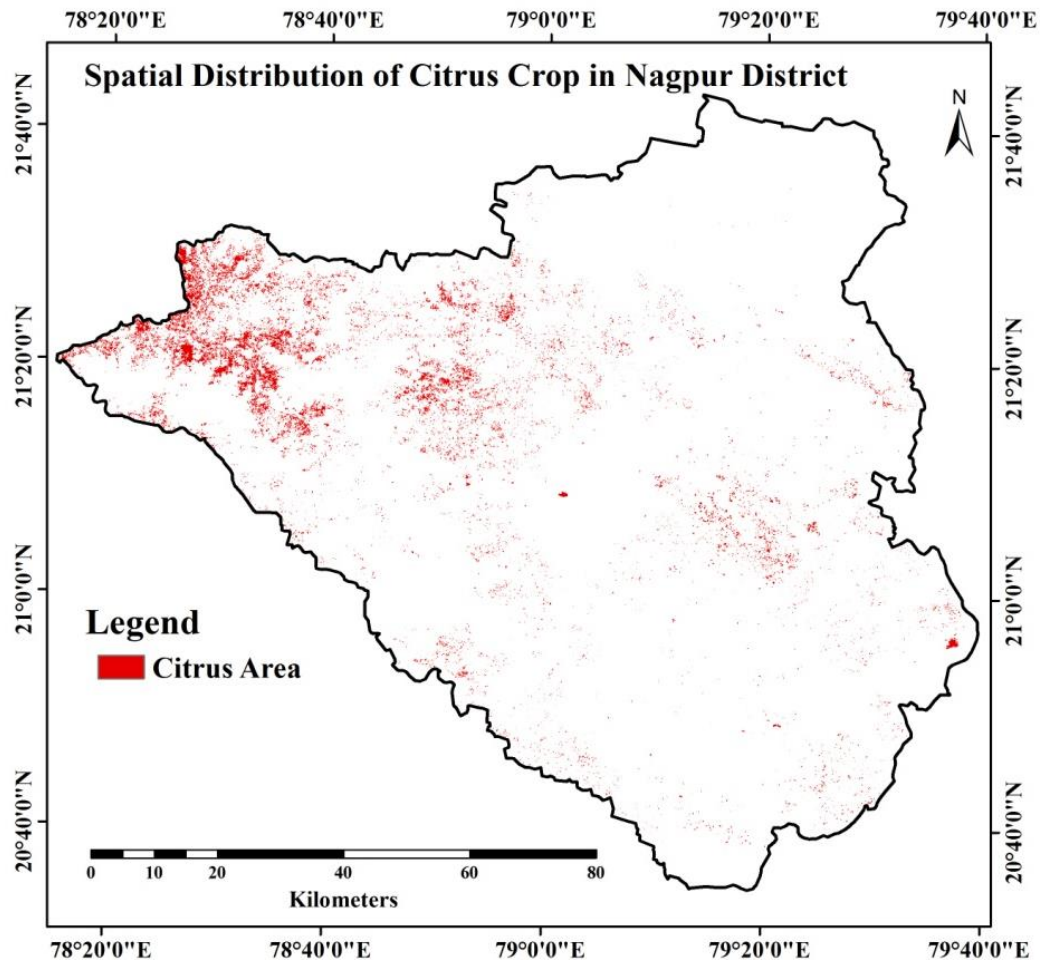 78°20'0"E 78°40'0"E 79°0'0"E 79°20'0"E 79°40'0"E
Spatial Distribution of Citrus Crop in Nagpur District
N
21°40'0"N
21°40'0"N
21°20'0"N
21°20'0"N
21°0'0"N
21°0'0"N
Legend
Citrus Area
20°40'0"N
20°40'0"N
0 10 20 40 60 80
Kilometers
78°20'0"E 78°40'0"E 79°0'0"E 79°20'0"E 79°40'0"E